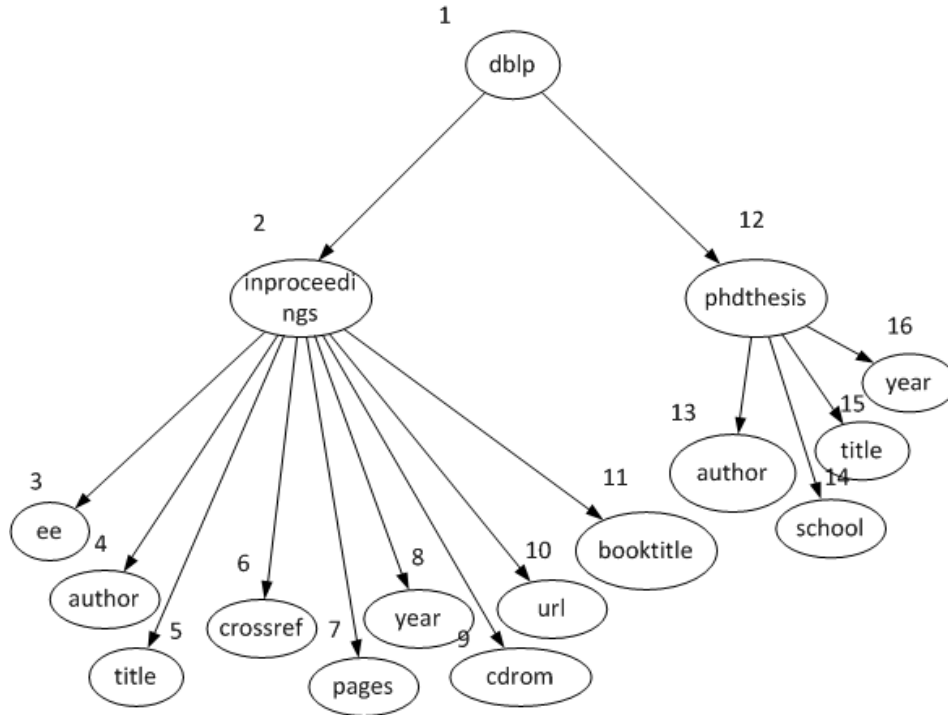 1
dblp
2
inproceedi
ngs
12
phdthesis
16
year
15
title
13
author
14
school
3
ee
4
author
5
title
6
crossref
7
pages
8
year
9
cdrom
10
url
11
booktitle